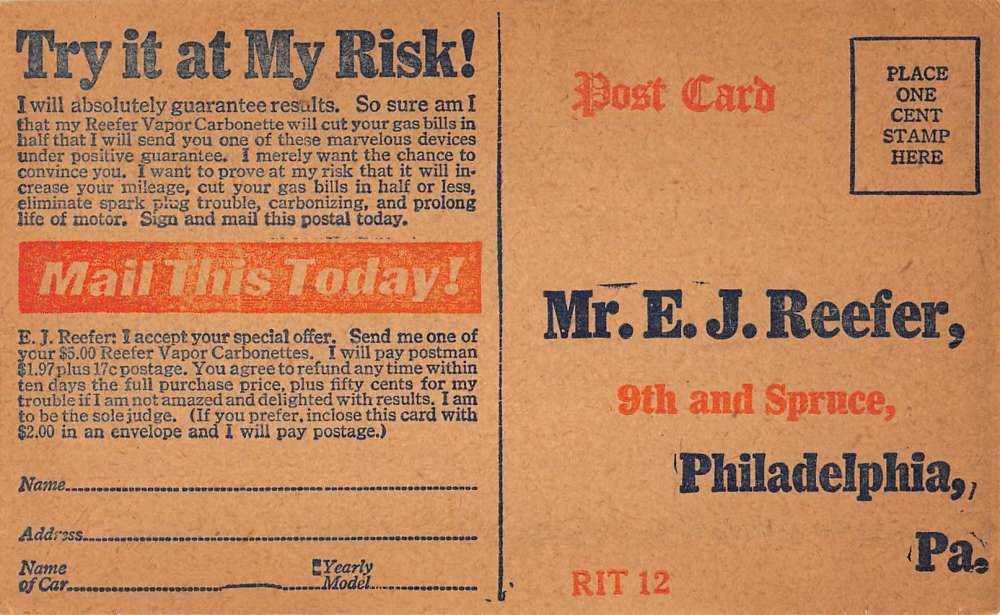 Try it at My Risk!
I will absolutely guarantee results. So sure am I
that my Reefer Vapor Carbonette will cut your gas bills in
half that I will send you one of these marvelous devices
under positive guarantee. I merely want the chance to
convince you. I want to prove at my risk that it will in-
crease your mileage, cut your gas bills in half or less,
eliminate spark plug trouble, carbonizing, and prolong
life of motor. Sign and mail this postal today.
Mail This Today!
E. J. Reefer: I accept your special offer. Send me one of
your $5.00 Reefer Vapor Carbonettes. I will pay postman
$1.97 plus 17c postage. You agree to refund any time within
ten days the full purchase price, plus fifty cents for my
trouble if I am not amazed and delighted with results. I am
to be the sole judge. (If you prefer, inclose this card with
$2.00 in an envelope and I will pay postage.)
Name
Address
Name of Car
Yearly Model
Post Card
PLACE
ONE
CENT
STAMP
HERE
Mr. E. J. Reefer,
9th and Spruce,
Philadelphia,
Pa.
RIT 12